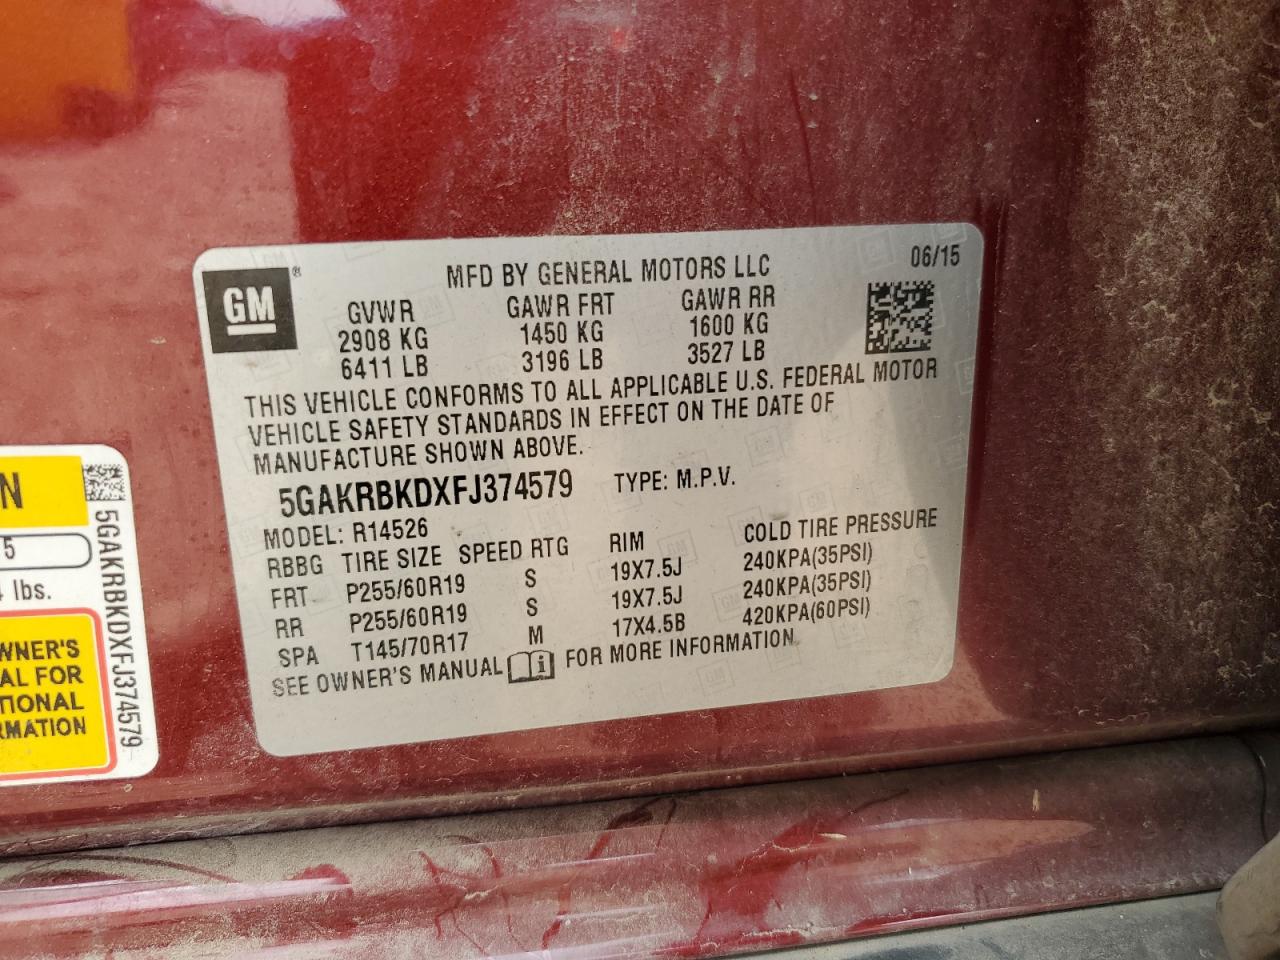 GM
®
MFD BY GENERAL MOTORS LLC
06/15
GVWR GAWR FRT GAWR RR
2908 KG 1450 KG 1600 KG
6411 LB 3196 LB 3527 LB
THIS VEHICLE CONFORMS TO ALL APPLICABLE U.S. FEDERAL MOTOR
VEHICLE SAFETY STANDARDS IN EFFECT ON THE DATE OF
MANUFACTURE SHOWN ABOVE.
5GAKRBKDXFJ374579 TYPE: M.P.V.
MODEL: R14526
RBBG TIRE SIZE SPEED RTG RIM COLD TIRE PRESSURE
FRT P255/60R19 S 19X7.5J 240KPA(35PSI)
RR P255/60R19 S 19X7.5J 240KPA(35PSI)
SPA T145/70R17 M 17X4.5B 420KPA(60PSI)
SEE OWNER'S MANUAL FOR MORE INFORMATION
N
5
lbs.
WNER'S
AL FOR
TIONAL
RMATION
5GAKRBKDXFJ374579